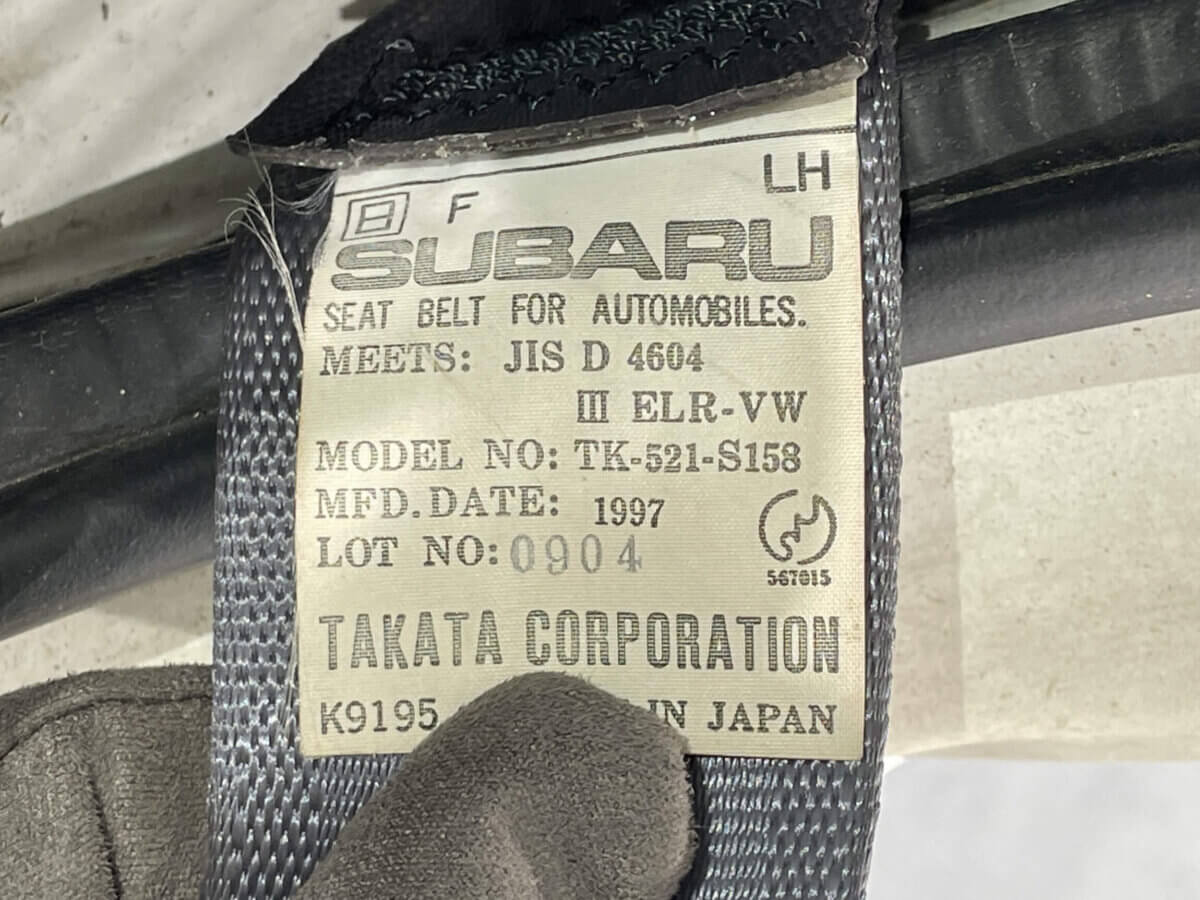 LH
F
SUBARU
SEAT BELT FOR AUTOMOBILES.
MEETS: JIS D 4604
III ELR-VW
MODEL NO: TK-521-S158
MFD.DATE: 1997
LOT NO: 0904
567015
TAKATA CORPORATION
K9195 IN JAPAN